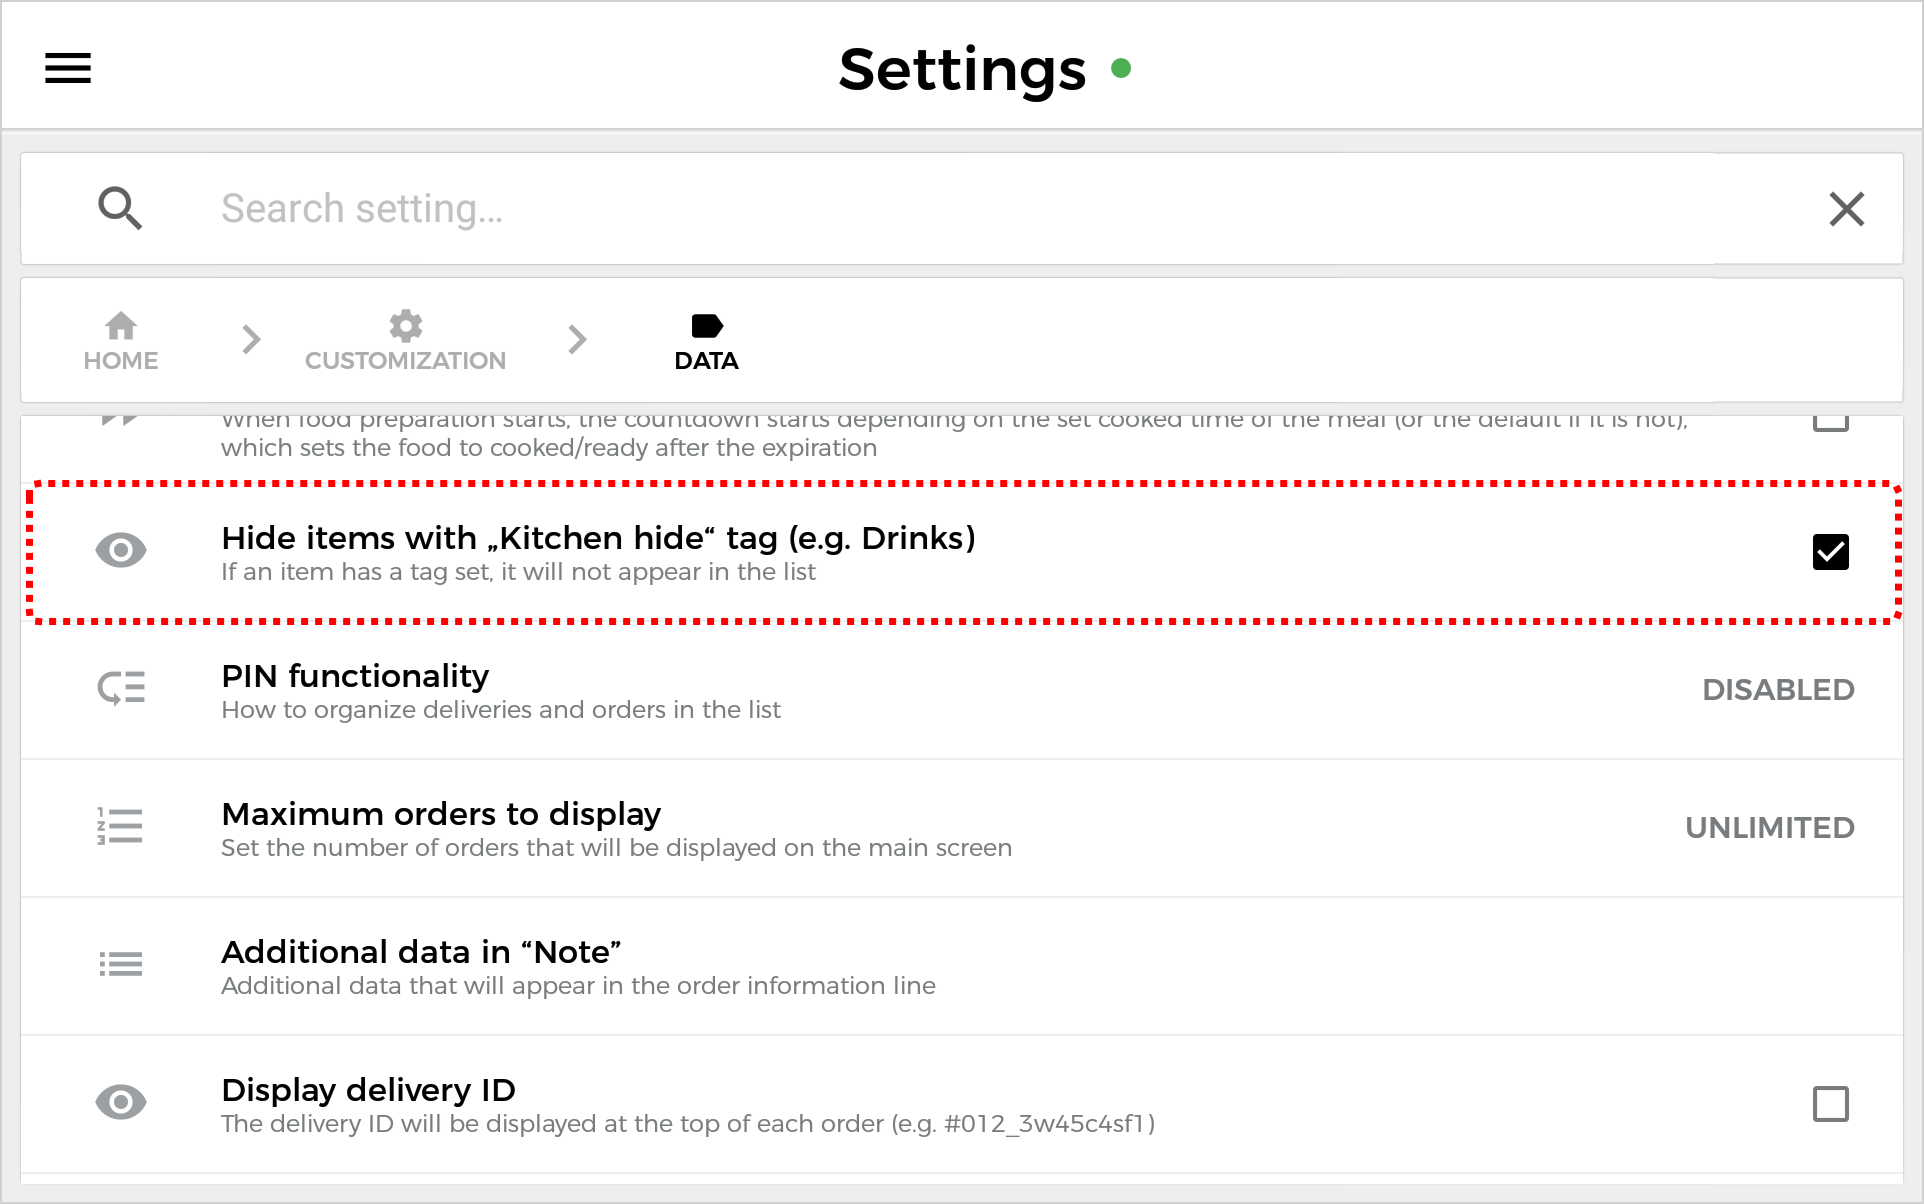 Settings
Search setting...
HOME
CUSTOMIZATION
DATA
When food preparation starts, the countdown starts depending on the set cooked time of the meal (or the default if it is not),
which sets the food to cooked/ready after the expiration
Hide items with „Kitchen hide“ tag (e.g. Drinks)
If an item has a tag set, it will not appear in the list
PIN functionality
How to organize deliveries and orders in the list
DISABLED
Maximum orders to display
Set the number of orders that will be displayed on the main screen
UNLIMITED
Additional data in “Note”
Additional data that will appear in the order information line
Display delivery ID
The delivery ID will be displayed at the top of each order (e.g. #012_3w45c4sf1)